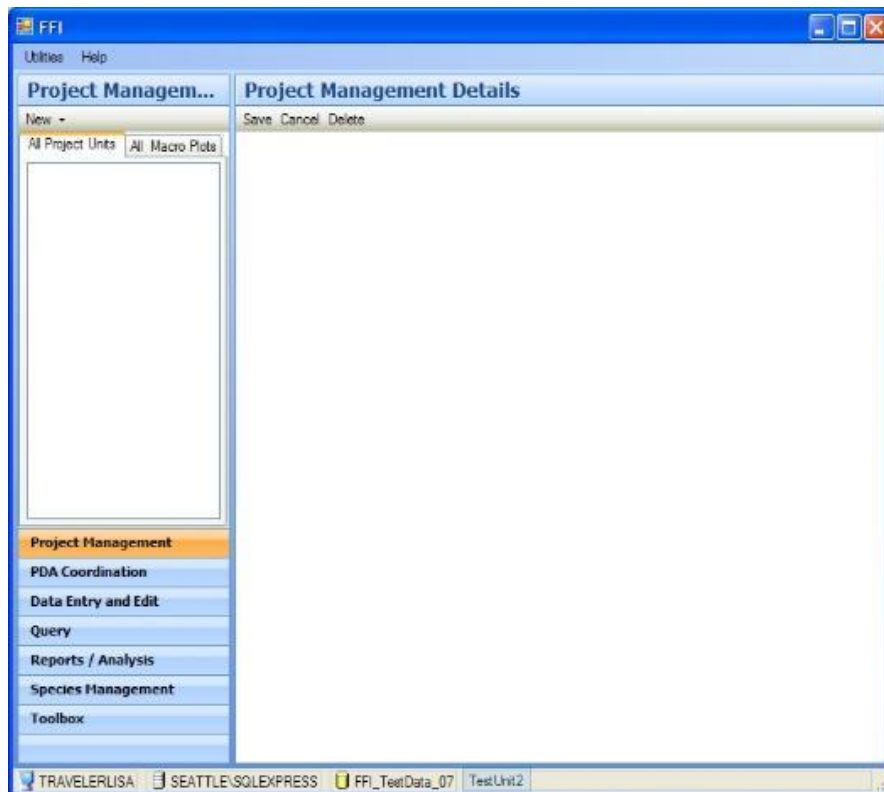 FFI
Utilities Help
Project Managem...
Project Management Details
New
Save Cancel Delete
All Project Units All Macro Plots
Project Management
PDA Coordination
Data Entry and Edit
Query
Reports / Analysis
Species Management
Toolbox
TRAVELERLISA SEATTLE\SQLEXPRESS FFI_TestData_07 TestUnit2